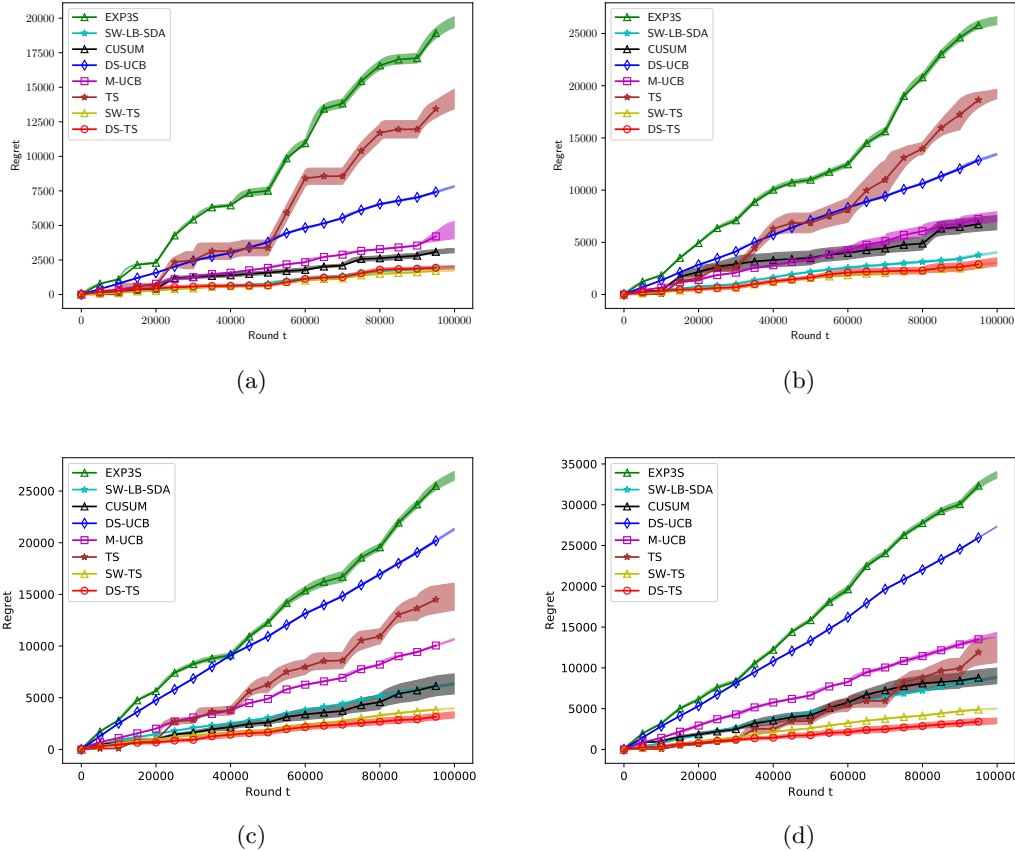 20000
17500
15000
12500
10000
7500
5000
2500
0
Regret
EXP3S
SW-LB-SDA
CUSUM
DS-UCB
M-UCB
TS
SW-TS
DS-TS
0 20000 40000 60000 80000 100000
Round t
(a)
25000
20000
15000
10000
5000
0
Regret
EXP3S
SW-LB-SDA
CUSUM
DS-UCB
M-UCB
TS
SW-TS
DS-TS
0 20000 40000 60000 80000 100000
Round t
(b)
25000
20000
15000
10000
5000
0
Regret
EXP3S
SW-LB-SDA
CUSUM
DS-UCB
M-UCB
TS
SW-TS
DS-TS
0 20000 40000 60000 80000 100000
Round t
(c)
35000
30000
25000
20000
15000
10000
5000
0
Regret
EXP3S
SW-LB-SDA
CUSUM
DS-UCB
M-UCB
TS
SW-TS
DS-TS
0 20000 40000 60000 80000 100000
Round t
(d)